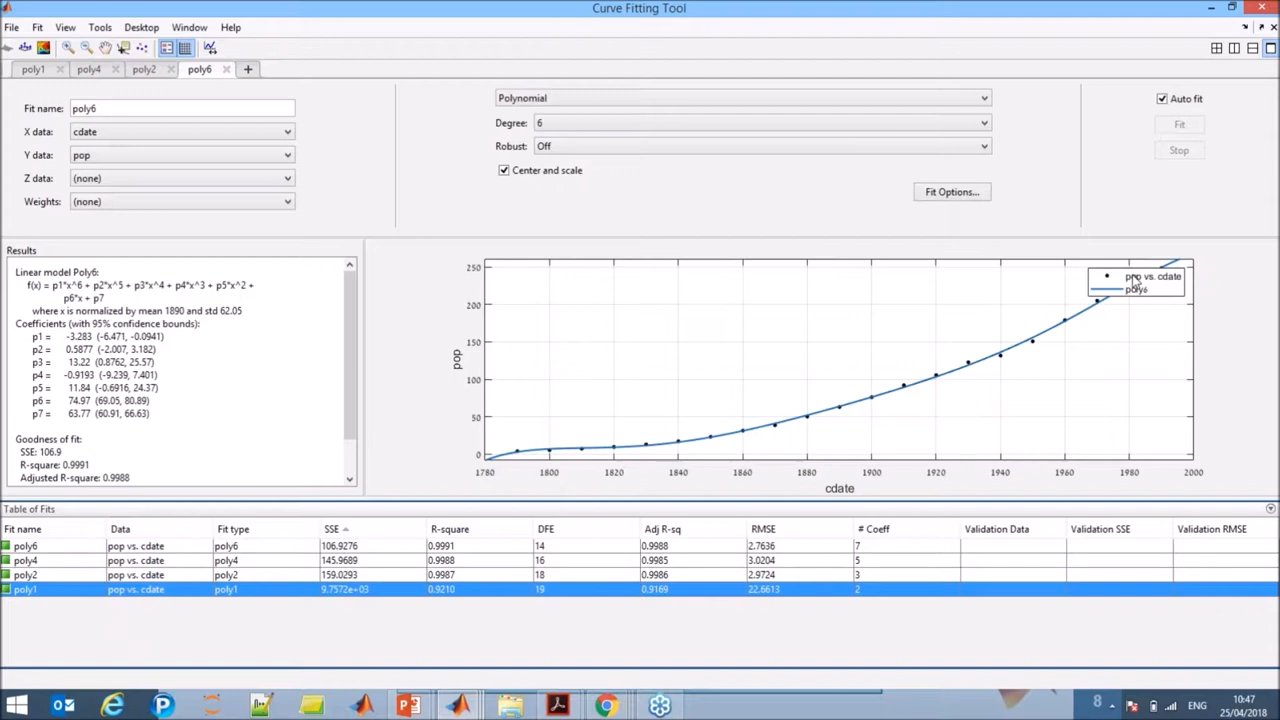 Curve Fitting Tool
File Fit View Tools Desktop Window Help
poly1 poly4 poly2 poly6
Fit name: poly6
X data: cdate
Y data: pop
Z data: (none)
Weights: (none)
Polynomial
Degree: 6
Robust: Off
Center and scale
Fit Options...
Auto fit
Fit
Stop
Results
Linear model Poly6:
f(x) = p1*x^6 + p2*x^5 + p3*x^4 + p4*x^3 + p5*x^2 +
p6*x + p7
where x is normalized by mean 1890 and std 62.05
Coefficients (with 95% confidence bounds):
p1 = -3.283 (-6.471, -0.0941)
p2 = 0.5877 (-2.007, 3.182)
p3 = 13.22 (0.8762, 25.57)
p4 = -0.9193 (-9.239, 7.401)
p5 = 11.84 (-0.6916, 24.37)
p6 = 74.97 (69.05, 80.89)
p7 = 63.77 (60.91, 66.63)
Goodness of fit:
SSE: 106.9
R-square: 0.9991
Adjusted R-square: 0.9988
250
200
150
100
50
0
pop
1780 1800 1820 1840 1860 1880 1900 1920 1940 1960 1980 2000
cdate
pop vs. cdate
poly6
Table of Fits
Fit name Data Fit type SSE R-square DFE Adj R-sq RMSE # Coeff Validation Data Validation SSE Validation RMSE
poly6 pop vs. cdate poly6 106.9276 0.9991 14 0.9988 2.7636 7
poly4 pop vs. cdate poly4 145.9689 0.9988 16 0.9985 3.0204 5
poly2 pop vs. cdate poly2 159.0293 0.9987 18 0.9986 2.9724 3
poly1 pop vs. cdate poly1 9.7572e+03 0.9210 19 0.9169 22.6613 2
ENG
10:47
25/04/2018